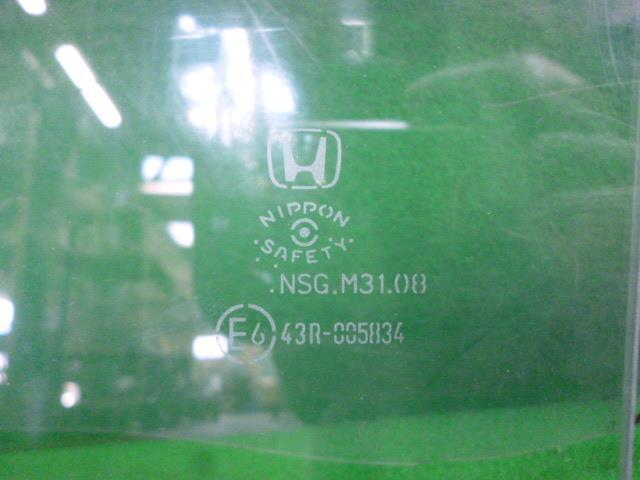 NIPPON
SAFETY
.NSG.M31.08
E6 43R-005834